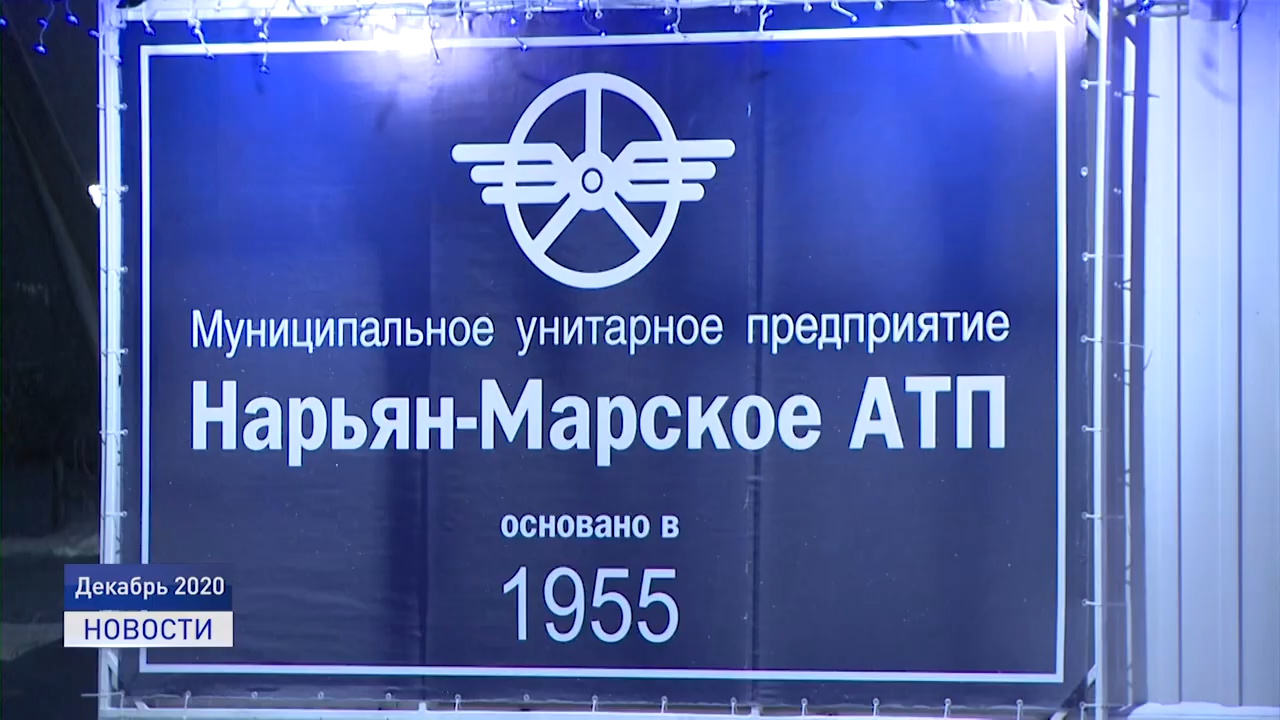 Муниципальное унитарное предприятие
Нарьян-Марское АТП
основано в
1955
Декабрь 2020
НОВОСТИ